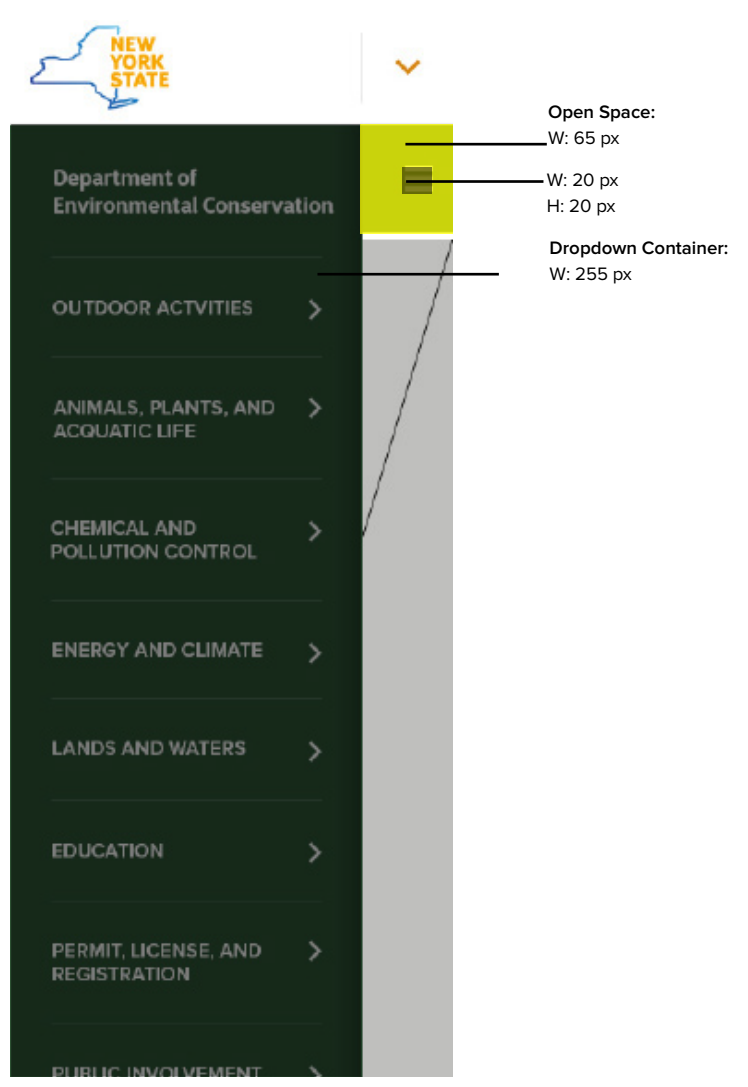 NEW
YORK
STATE
Open Space:
W: 65 px
W: 20 px
H: 20 px
Dropdown Container:
W: 255 px
Department of
Environmental Conservation
OUTDOOR ACTVITIES
ANIMALS, PLANTS, AND
ACQUATIC LIFE
CHEMICAL AND
POLLUTION CONTROL
ENERGY AND CLIMATE
LANDS AND WATERS
EDUCATION
PERMIT, LICENSE, AND
REGISTRATION
PUBLIC INVOLVEMENT